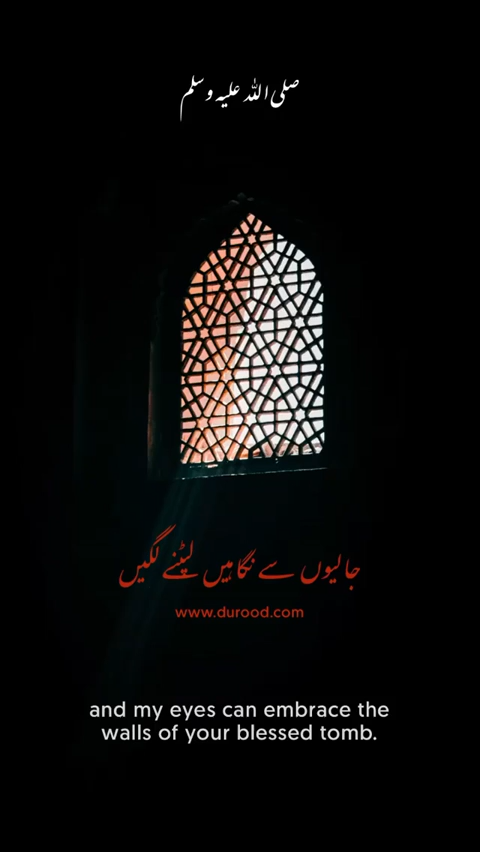 صلی اللہ علیہ وسلم
جالیوں سے نگاہیں لپٹنے لگیں
www.durood.com
and my eyes can embrace the
walls of your blessed tomb.